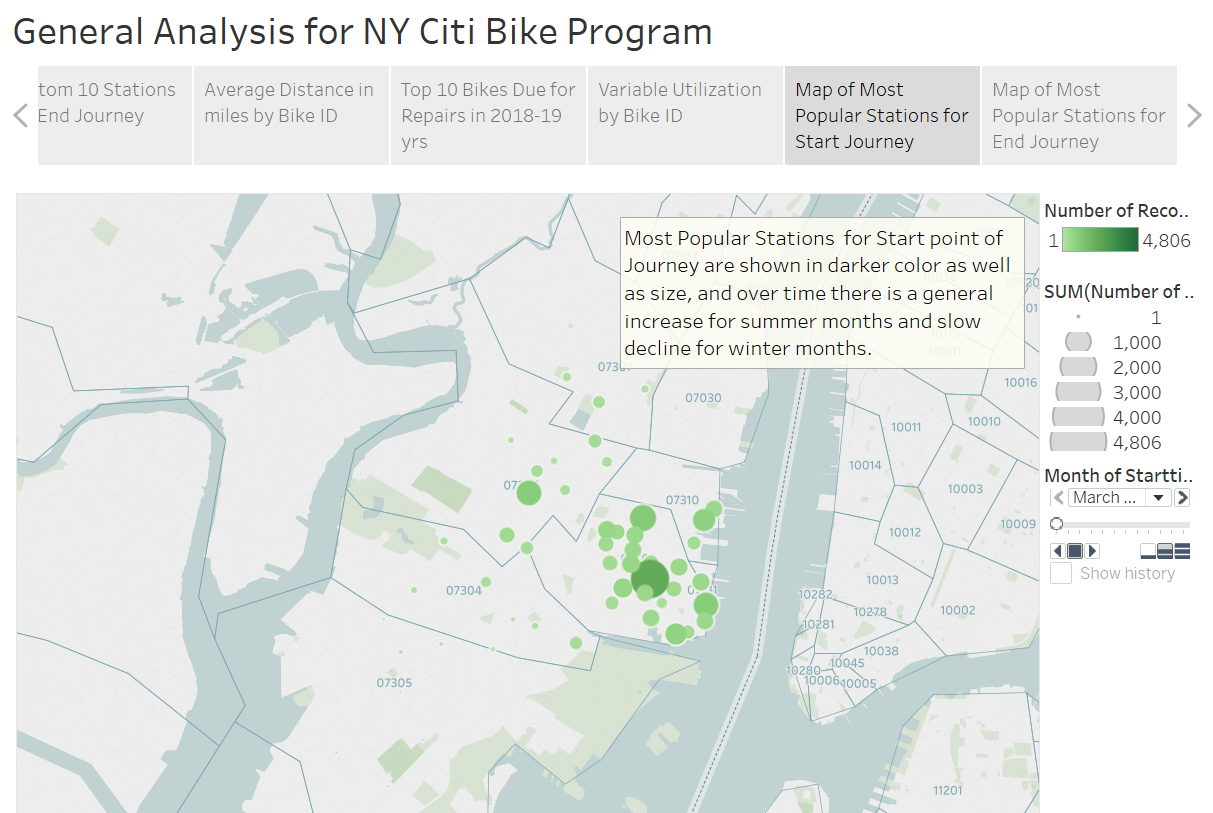 General Analysis for NY Citi Bike Program
tom 10 Stations
End Journey
Average Distance in
miles by Bike ID
Top 10 Bikes Due for
Repairs in 2018-19
yrs
Variable Utilization
by Bike ID
Map of Most
Popular Stations for
Start Journey
Map of Most
Popular Stations for
End Journey
Most Popular Stations for Start point of
Journey are shown in darker color as well
as size, and over time there is a general
increase for summer months and slow
decline for winter months.
Number of Reco..
1 4,806
SUM(Number of ..
1
1,000
2,000
3,000
4,000
4,806
Month of Startti..
March ...
Show history
07030
10016
10011
10010
10014
07310
10003
10009
10012
10013
07304
10282
10278
10002
10281
10038
10045
10280
10006
10005
07305
11201